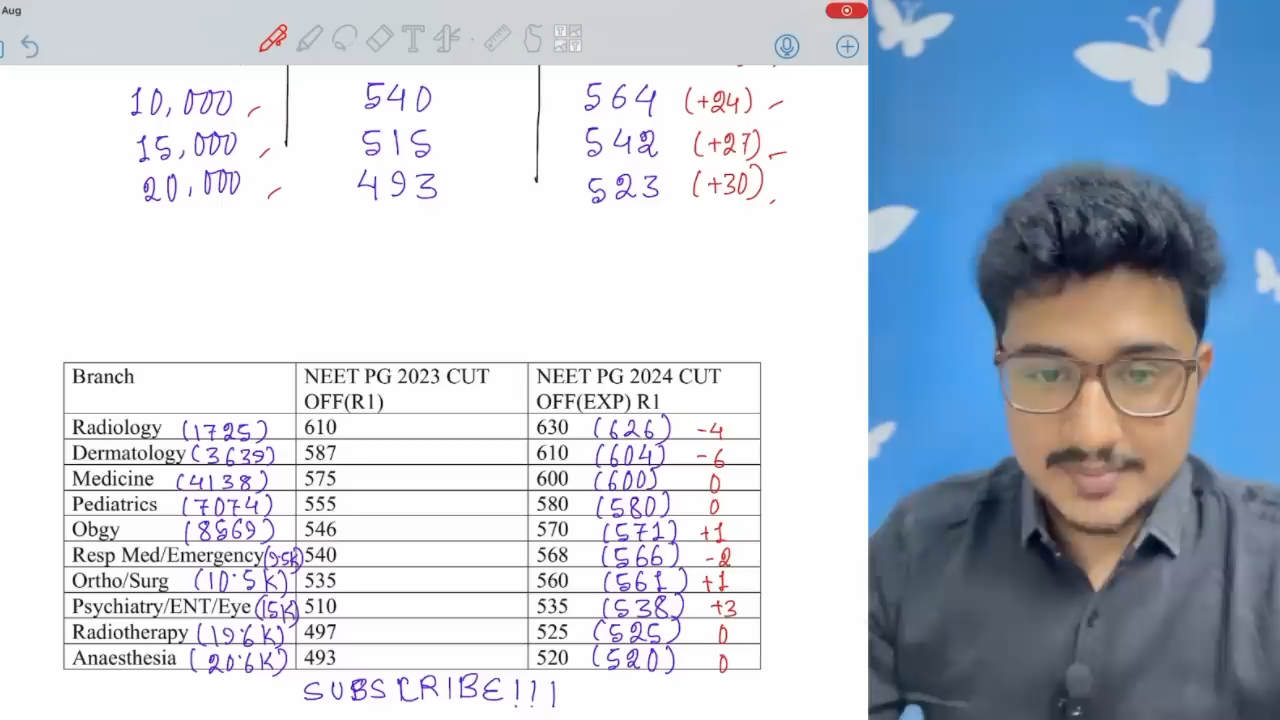 Aug
10,000 540 564 (+24)
15,000 515 542 (+27)
20,000 493 523 (+30)
Branch NEET PG 2023 CUT OFF(R1) NEET PG 2024 CUT OFF(EXP) R1
Radiology (1725) 610 630 (626) -4
Dermatology (3639) 587 610 (604) -6
Medicine (4138) 575 600 (600) 0
Pediatrics (7074) 555 580 (580) 0
Obgy (8569) 546 570 (571) +1
Resp Med/Emergency (9.5K) 540 568 (566) -2
Ortho/Surg (10.5K) 535 560 (561) +1
Psychiatry/ENT/Eye (15K) 510 535 (538) +3
Radiotherapy (19.6K) 497 525 (525) 0
Anaesthesia (20.6K) 493 520 (520) 0
SUBSCRIBE!!!